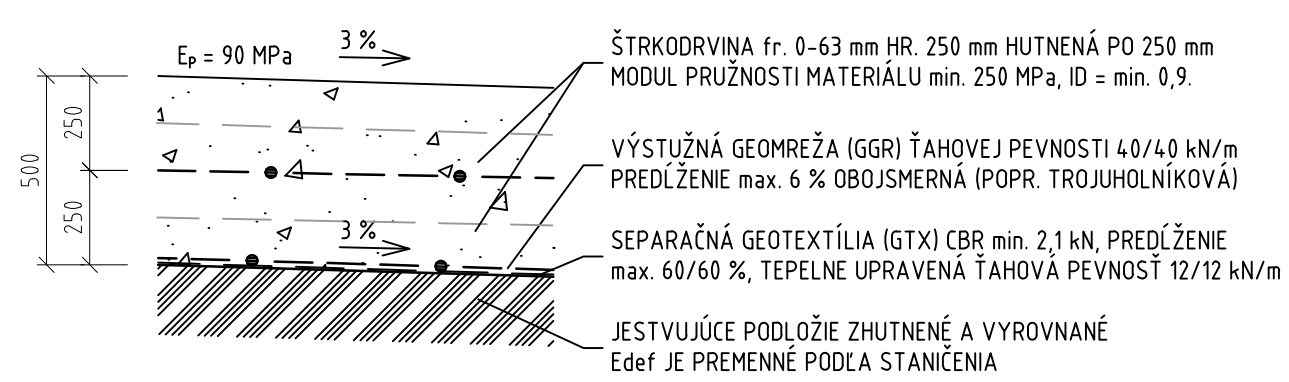 Eₚ = 90 MPa
3 %
ŠTRKODRVINA fr. 0-63 mm HR. 250 mm HUTNENÁ PO 250 mm
MODUL PRUŽNOSTI MATERIÁLU min. 250 MPa, ID = min. 0,9.
250
500
250
VÝSTUŽNÁ GEOMREŽA (GGR) ŤAHOVEJ PEVNOSTI 40/40 kN/m
PREDĹŽENIE max. 6 % OBOJSMERNÁ (POPR. TROJUHOLNÍKOVÁ)
3 %
SEPARAČNÁ GEOTEXTÍLIA (GTX) CBR min. 2,1 kN, PREDĹŽENIE
max. 60/60 %, TEPELNE UPRAVENÁ ŤAHOVÁ PEVNOSŤ 12/12 kN/m
JESTVUJÚCE PODLOŽIE ZHUTNENÉ A VYROVNANÉ
Edef JE PREMENNÉ PODĽA STANIČENIA